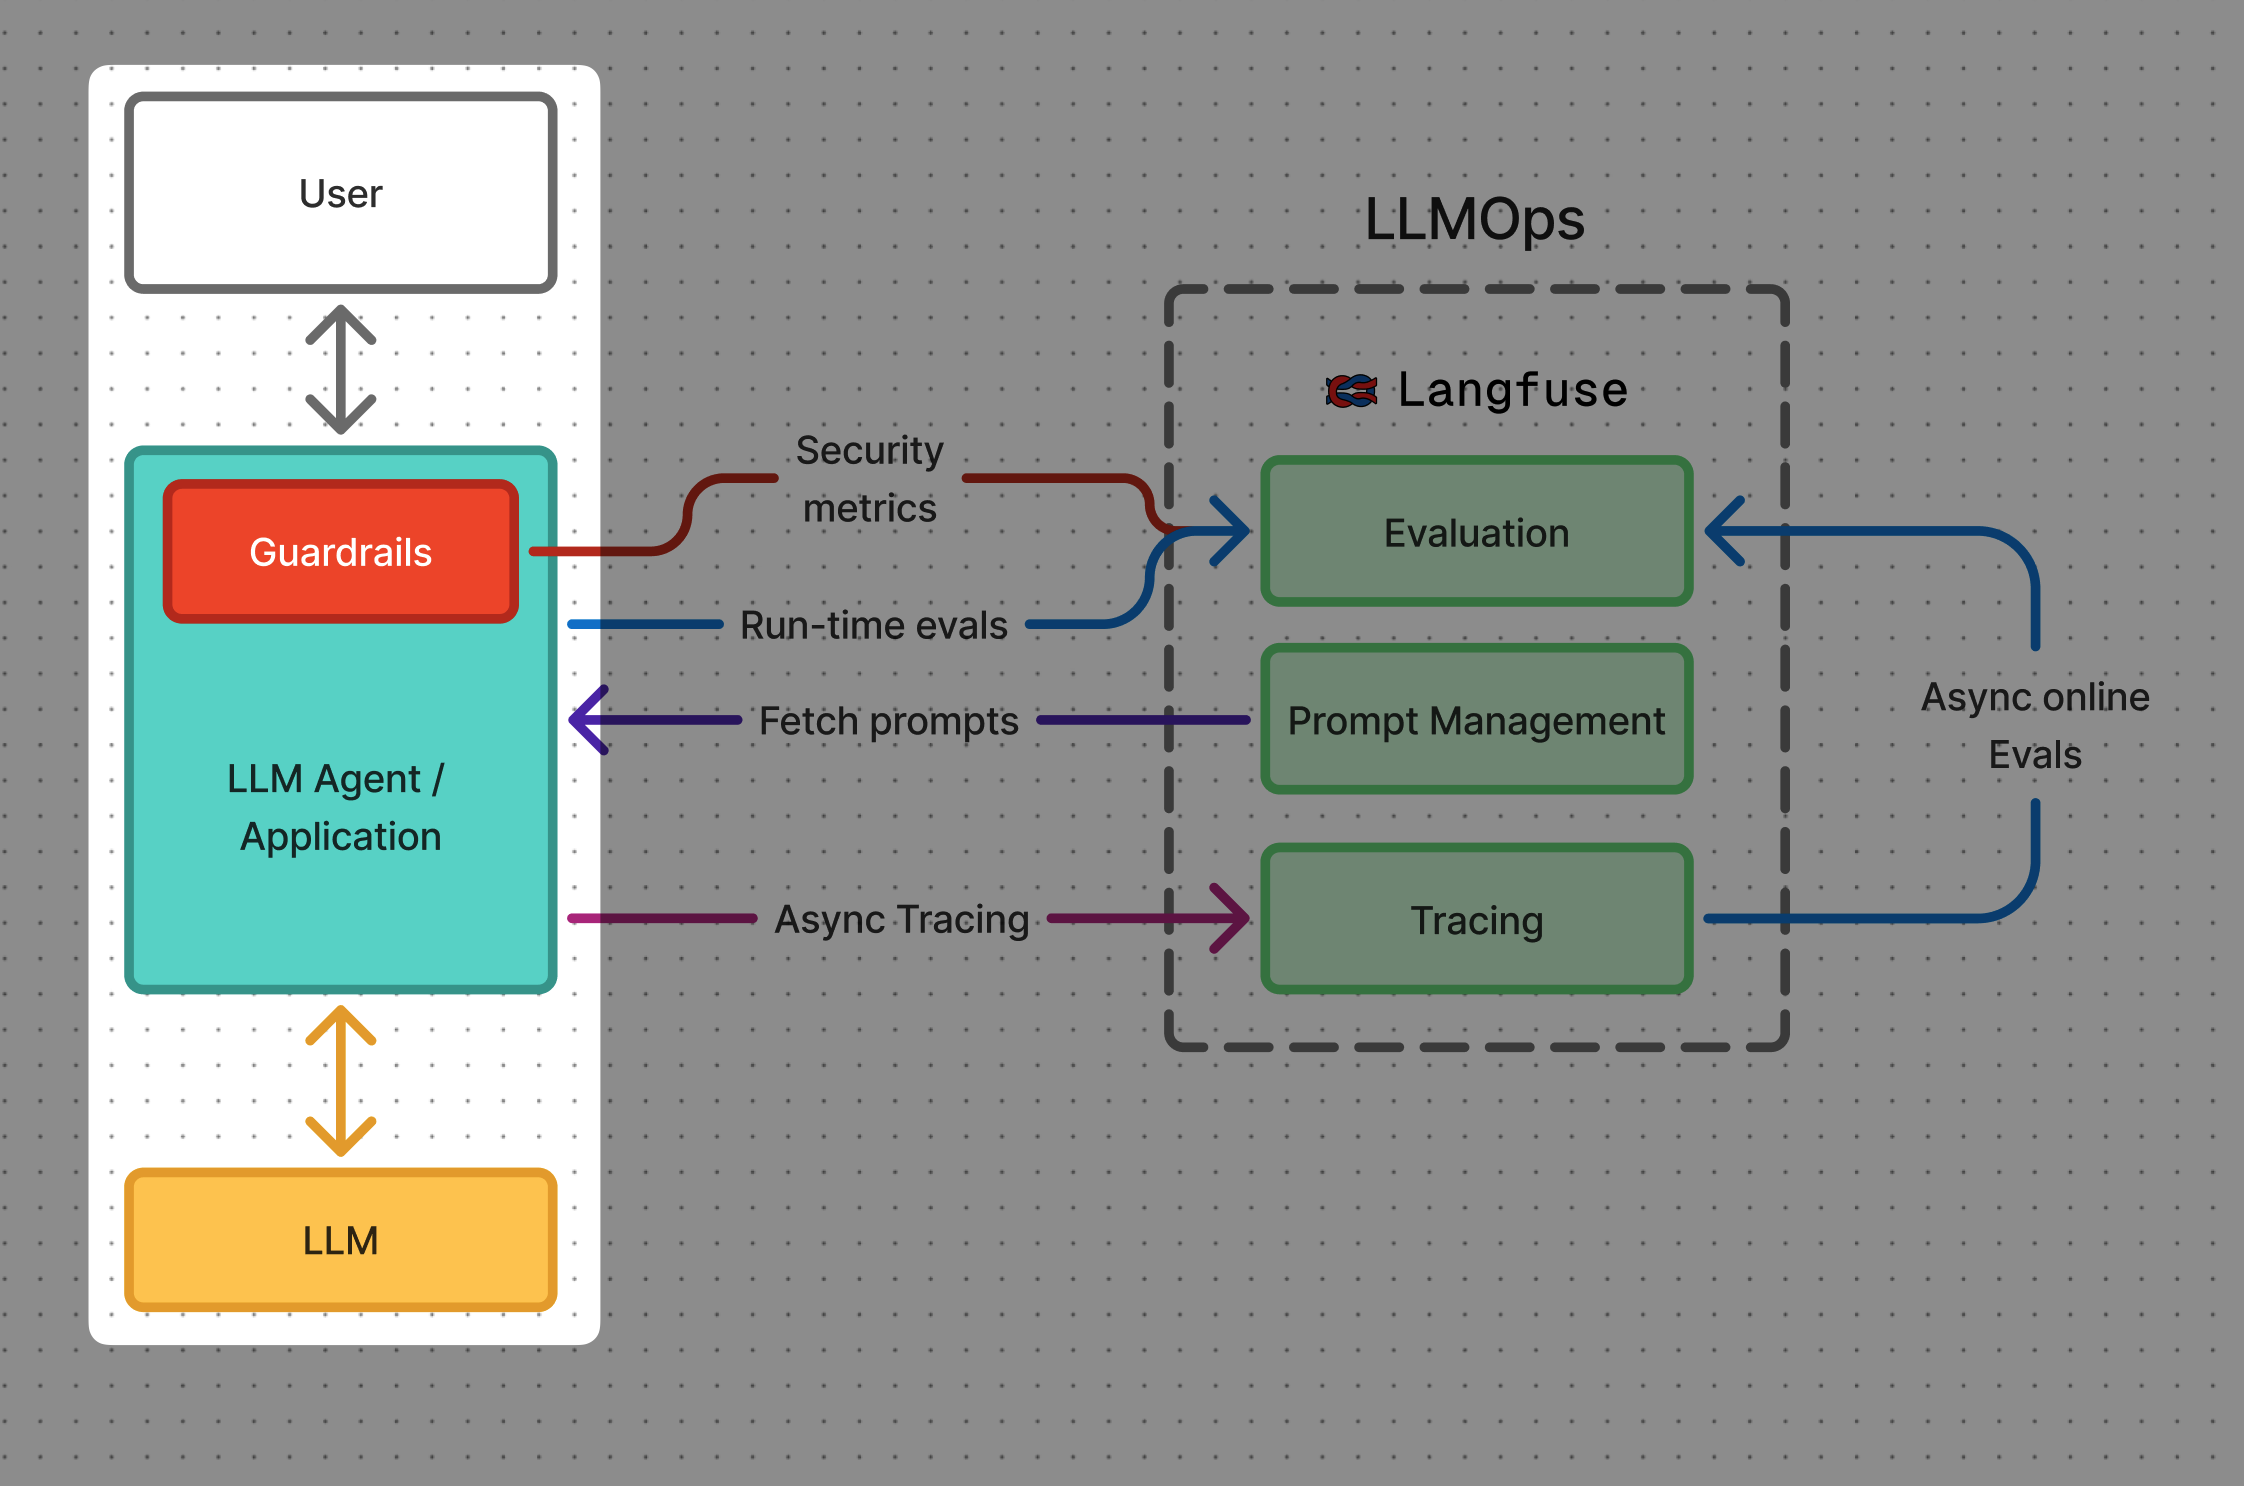 User
Guardrails
LLM Agent /
Application
LLM
Security
metrics
Run-time evals
Fetch prompts
Async Tracing
LLMOps
Langfuse
Evaluation
Prompt Management
Tracing
Async online
Evals